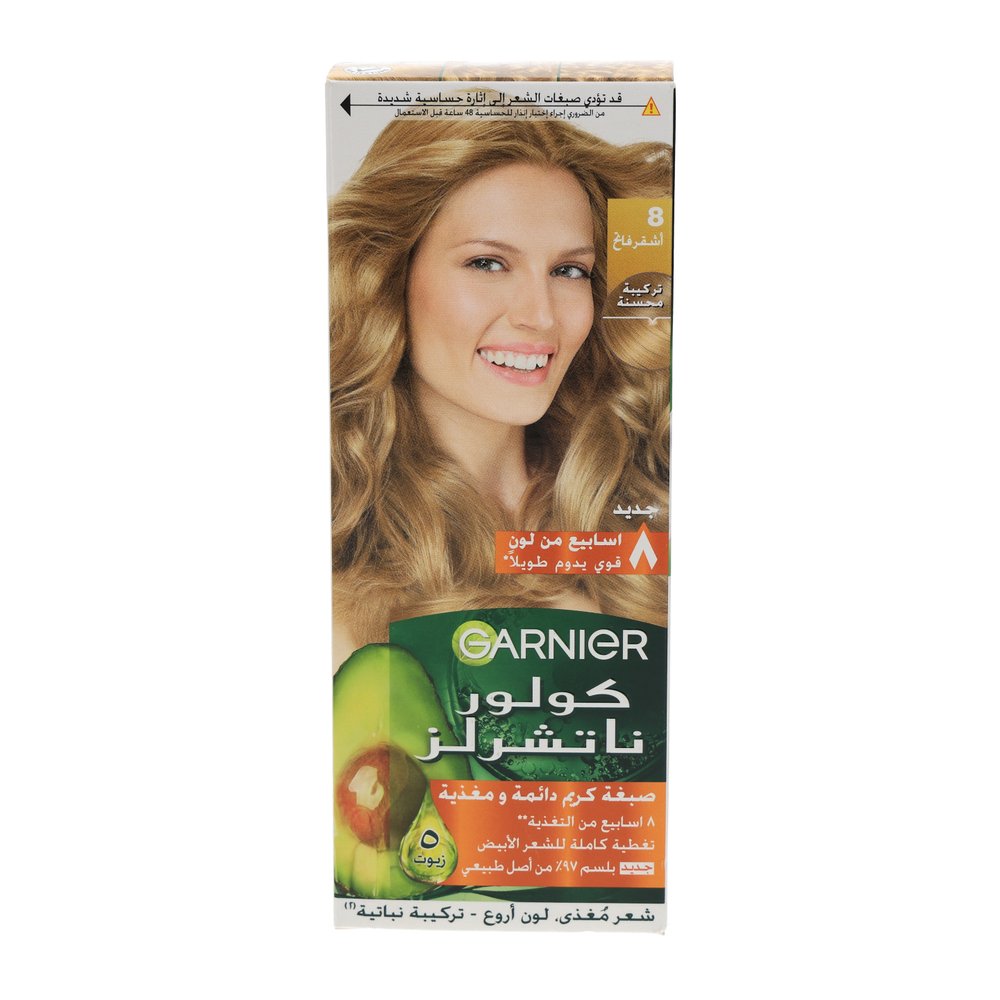 قد تؤدي صبغات الشعر إلى إثارة حساسية شديدة
من الضروري إجراء إختبار إنذار للحساسية 48 ساعة قبل الاستعمال
8
أشقر فاتح
تركيبة
محسنة
جديد
٨ اسابيع من لون
قوي يدوم طويلاً*
GARNIER
كولور
ناتشرلز
صبغة كريم دائمة و مغذية
٨ اسابيع من التغذية**
تغطية كاملة للشعر الأبيض
جديد بلسم ٩٧٪ من أصل طبيعي
٥
زيوت
شعر مُغذى. لون أروع - تركيبة نباتية (٢)